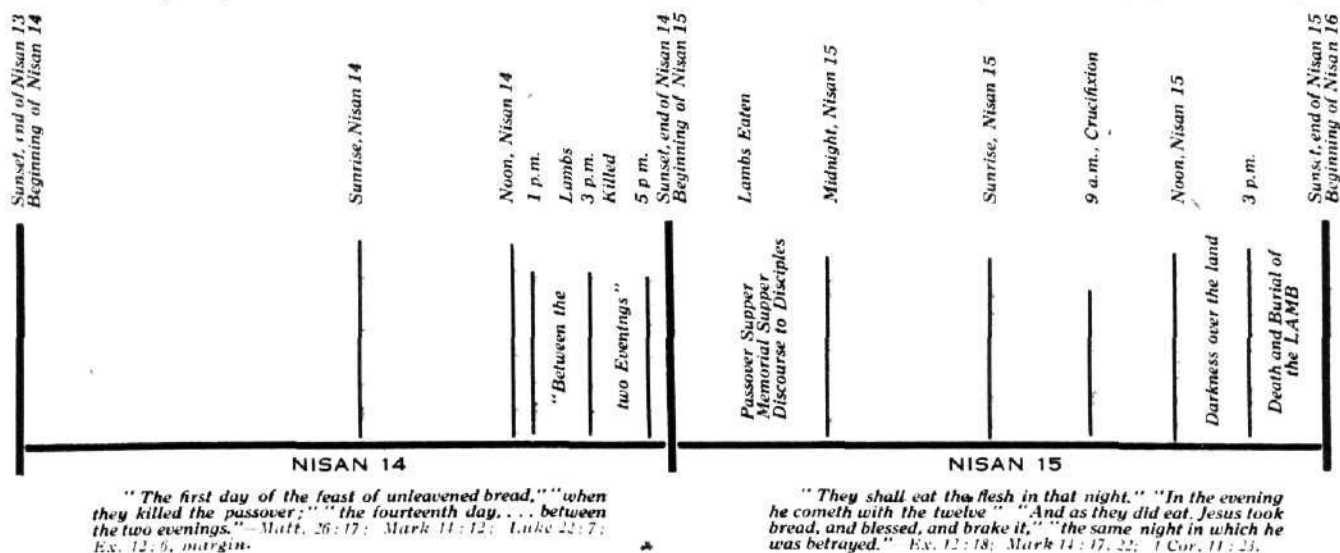 Sunset, end of Nisan 13
Beginning of Nisan 14
Sunrise, Nisan 14
Noon, Nisan 14
1 p.m.
Lambs
3 p.m.
Killed
5 p m.
Sunset, end of Nisan 14
Beginning of Nisan 15
Lambs Eaten
Midnight, Nisan 15
Sunrise, Nisan 15
9 a.m., Crucifixion
Noon, Nisan 15
3 p.m.
Sunset, end of Nisan 15
Beginning of Nisan 16
"Between the
two Evenings"
Passover Supper
Memorial Supper
Discourse to Disciples
Darkness over the land
Death and Burial of
the LAMB
NISAN 14
NISAN 15
" The first day of the feast of unleavened bread," "when
they killed the passover;" " the fourteenth day, . . . . between
the two evenings."—Matt. 26:17; Mark 14:12; Luke 22:7;
Ex. 12:6, margin.
" They shall eat the flesh in that night." "In the evening
he cometh with the twelve" "And as they did eat, Jesus took
bread, and blessed, and brake it," "the same night in which he
was betrayed." Ex. 12:18; Mark 14:17, 22; 1 Cor. 11:23.